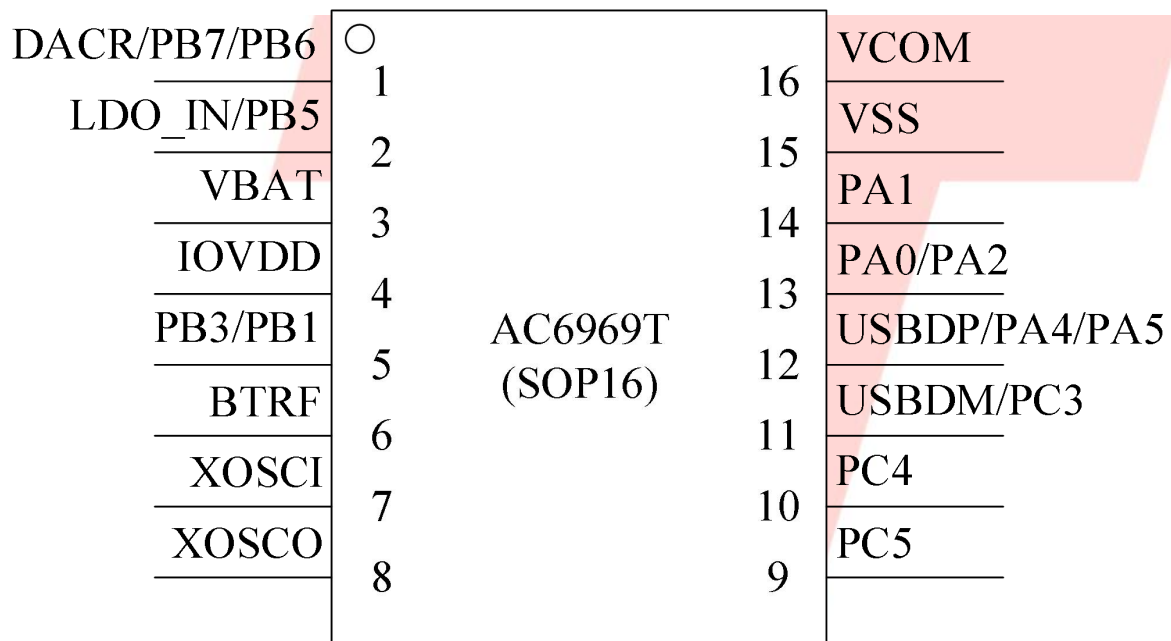 DACR/PB7/PB6
1
LDO_IN/PB5
2
VBAT
3
IOVDD
4
PB3/PB1
5
BTRF
6
XOSCI
7
XOSCO
8
AC6969T
(SOP16)
VCOM
16
VSS
15
PA1
14
PA0/PA2
13
USBDP/PA4/PA5
12
USBDM/PC3
11
PC4
10
PC5
9